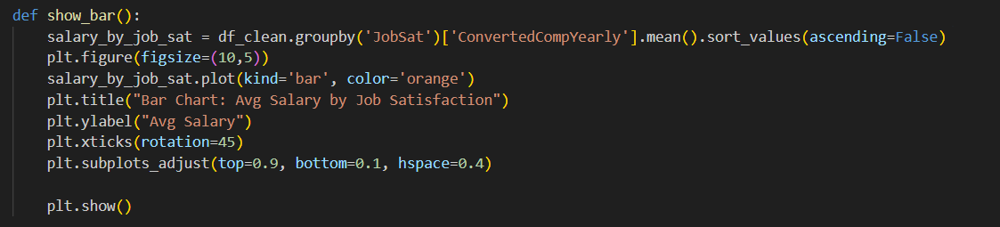 def show_bar():
    salary_by_job_sat = df_clean.groupby('JobSat')['ConvertedCompYearly'].mean().sort_values(ascending=False)
    plt.figure(figsize=(10,5))
    salary_by_job_sat.plot(kind='bar', color='orange')
    plt.title("Bar Chart: Avg Salary by Job Satisfaction")
    plt.ylabel("Avg Salary")
    plt.xticks(rotation=45)
    plt.subplots_adjust(top=0.9, bottom=0.1, hspace=0.4)
    plt.show()